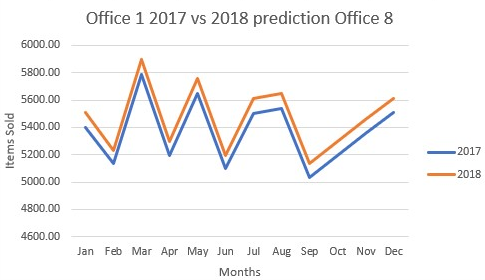 Office 1 2017 vs 2018 prediction Office 8
6000.00
5800.00
5600.00
5400.00
5200.00
5000.00
4800.00
4600.00
Items Sold
Jan Feb Mar Apr May Jun Jul Aug Sep Oct Nov Dec
Months
2017
2018